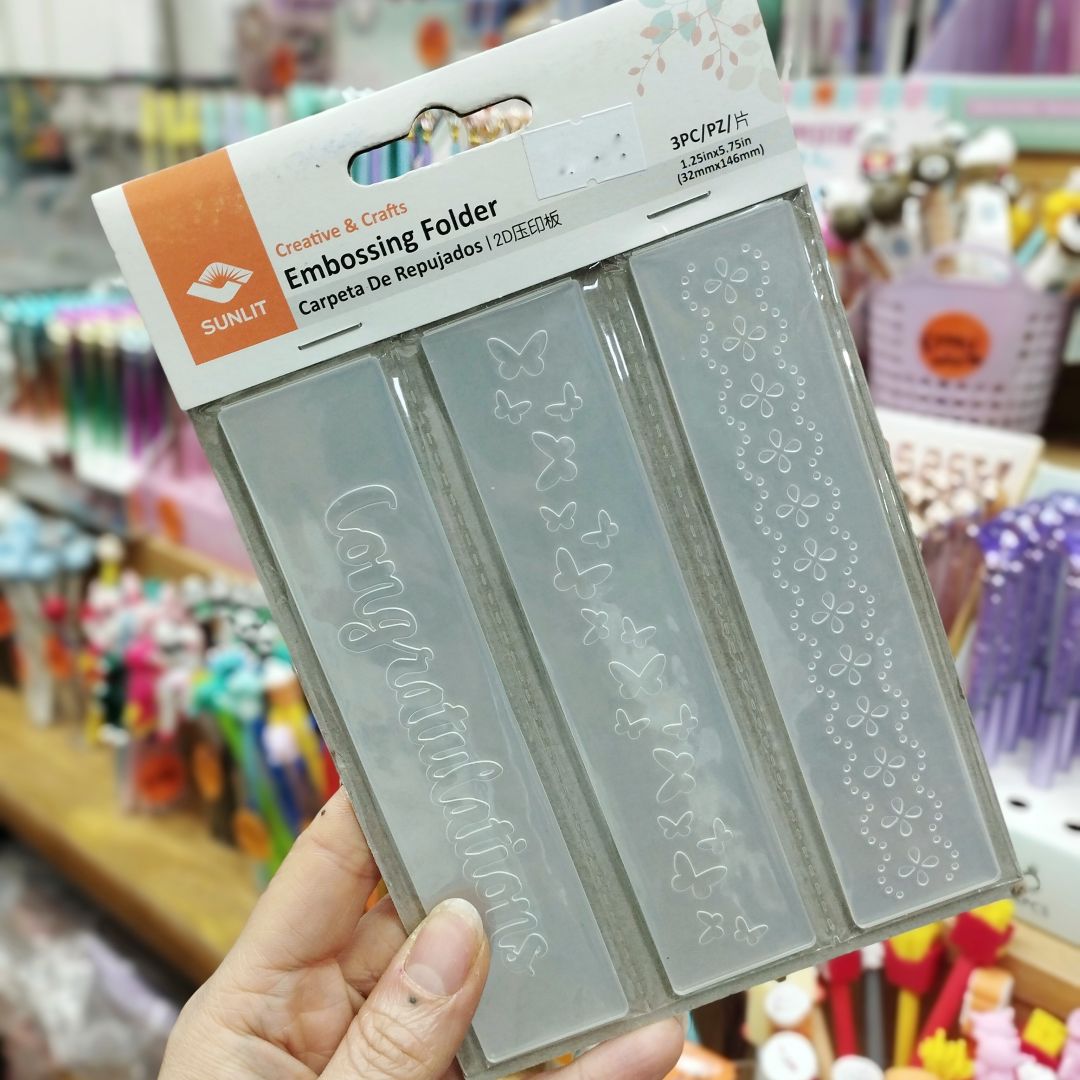 SUNLIT
Creative & Crafts
Embossing Folder
Carpeta De Repujados | 2D压印板
3PC/PZ/片
1.25inx5.75in
(32mmx146mm)
Congratulations